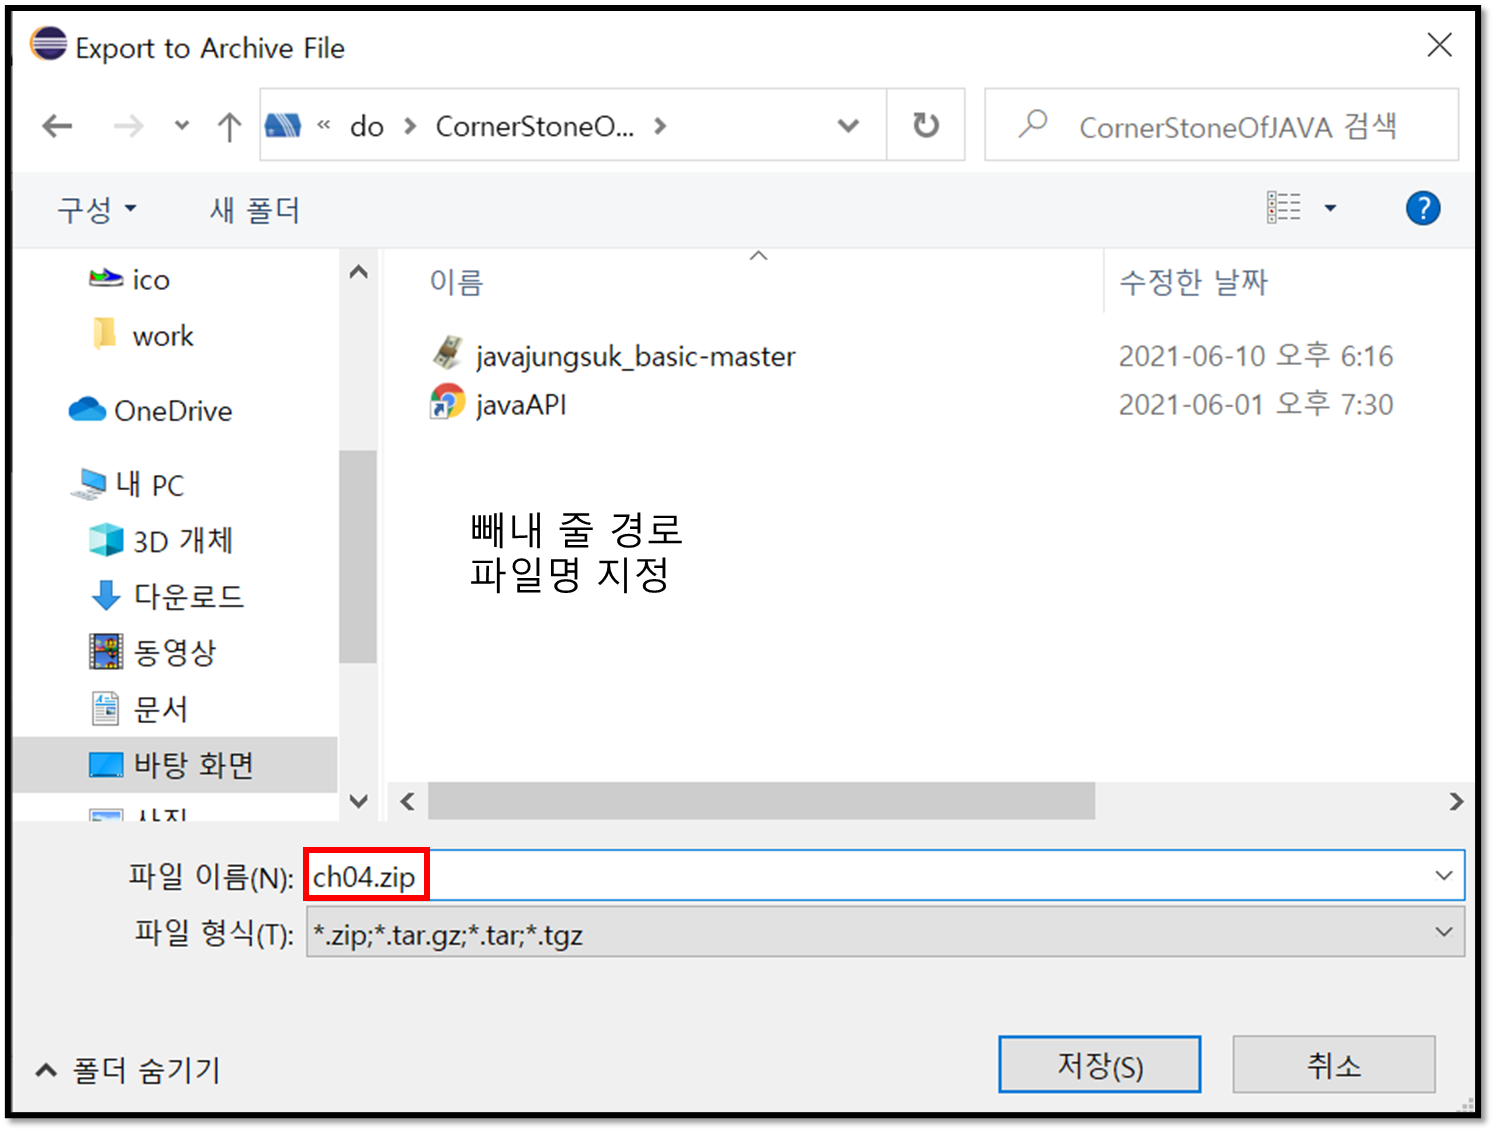 Export to Archive File
« do > CornerStoneO... >
CornerStoneOfJAVA 검색
구성
새 폴더
?
ico
work
OneDrive
내 PC
3D 개체
다운로드
동영상
문서
바탕 화면
사진
이름
수정한 날짜
javajungsuk_basic-master
2021-06-10 오후 6:16
javaAPI
2021-06-01 오후 7:30
빼내 줄 경로
파일명 지정
파일 이름(N): ch04.zip
파일 형식(T): *.zip;*.tar.gz;*.tar;*.tgz
폴더 숨기기
저장(S)
취소